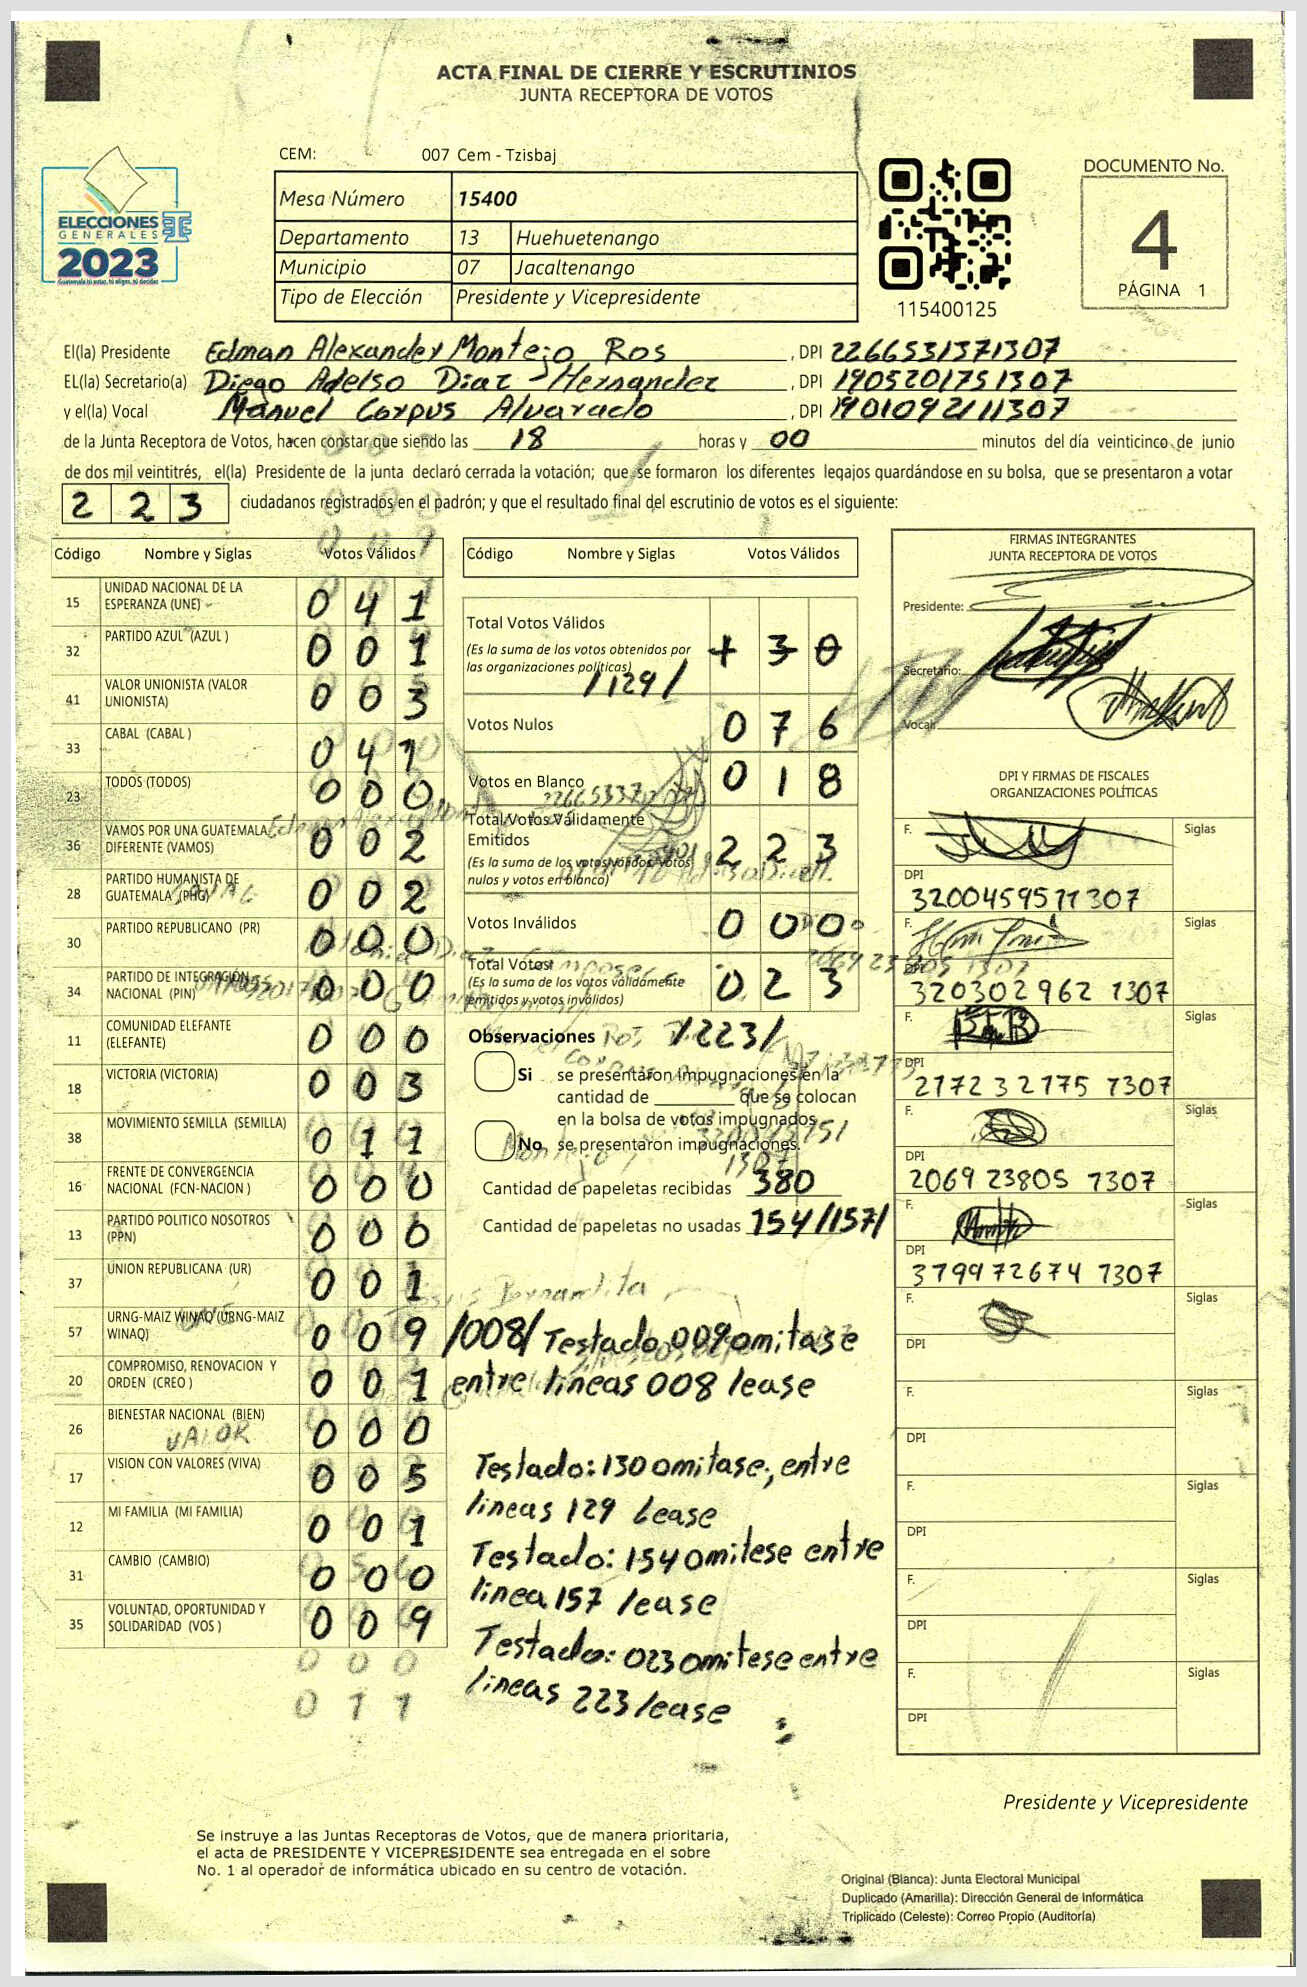 ACTA FINAL DE CIERRE Y ESCRUTINIOS
JUNTA RECEPTORA DE VOTOS
ELECCIONES
GENERALES
2023
CEM: 007 Cem - Tzisbaj
Mesa Número 15400
Departamento 13 Huehuetenango
Municipio 07 Jacaltenango
Tipo de Elección Presidente y Vicepresidente
115400125
DOCUMENTO No.
4
PÁGINA 1
El(la) Presidente Edman Alexander Montejo Ros, DPI 2266531371307
EL(la) Secretario(a) Diego Adelso Diaz Hernandez, DPI 1905201751307
y el(la) Vocal Manuel Corpus Alvarado, DPI 1901092111307
de la Junta Receptora de Votos, hacen constar que siendo las 18 horas y 00 minutos del día veinticinco de junio
de dos mil veintitrés, el(la) Presidente de la junta declaró cerrada la votación; que se formaron los diferentes legajos guardándose en su bolsa, que se presentaron a votar
2 2 3 ciudadanos registrados en el padrón; y que el resultado final del escrutinio de votos es el siguiente:
Código Nombre y Siglas Votos Válidos
15 UNIDAD NACIONAL DE LA ESPERANZA (UNE) 0 4 1
32 PARTIDO AZUL (AZUL ) 0 0 1
41 VALOR UNIONISTA (VALOR UNIONISTA) 0 0 3
33 CABAL (CABAL ) 0 4 1
23 TODOS (TODOS) 0 0 0
36 VAMOS POR UNA GUATEMALA DIFERENTE (VAMOS) 0 0 2
28 PARTIDO HUMANISTA DE GUATEMALA (PHG) 0 0 2
30 PARTIDO REPUBLICANO (PR) 0 0 0
34 PARTIDO DE INTEGRACIÓN NACIONAL (PIN) 0 0 0
11 COMUNIDAD ELEFANTE (ELEFANTE) 0 0 0
18 VICTORIA (VICTORIA) 0 0 3
38 MOVIMIENTO SEMILLA (SEMILLA) 0 1 1
16 FRENTE DE CONVERGENCIA NACIONAL (FCN-NACION ) 0 0 0
13 PARTIDO POLITICO NOSOTROS (PPN) 0 0 0
37 UNION REPUBLICANA (UR) 0 0 1
57 URNG-MAIZ WINAQ (URNG-MAIZ WINAQ) 0 0 9 /008/ Testado 009 omitase
20 COMPROMISO, RENOVACION Y ORDEN (CREO ) 0 0 1 entre lineas 008 lease
26 BIENESTAR NACIONAL (BIEN) 0 0 0
VALOR
17 VISION CON VALORES (VIVA) 0 0 5
12 MI FAMILIA (MI FAMILIA) 0 0 1
31 CAMBIO (CAMBIO) 0 0 0
35 VOLUNTAD, OPORTUNIDAD Y SOLIDARIDAD (VOS ) 0 0 9
0 0 0
0 1 1
Código Nombre y Siglas Votos Válidos
Total Votos Válidos
(Es la suma de los votos obtenidos por las organizaciones políticas) 1 3 0
/129/
Votos Nulos 0 7 6
Votos en Blanco 0 1 8
Total Votos Válidamente Emitidos
(Es la suma de los votos válidos, votos nulos y votos en blanco) 2 2 3
Votos Inválidos 0 0 0
Total Votos
(Es la suma de los votos válidamente emitidos y votos inválidos) 0 2 3
Observaciones /223/
Si se presentaron impugnaciones en la
cantidad de ________ que se colocan
en la bolsa de votos impugnados
No se presentaron impugnaciones.
Cantidad de papeletas recibidas 380
Cantidad de papeletas no usadas 154/157/
Testado: 130 omitase, entre
lineas 129 Lease
Testado: 154 Omitese entre
linea 157 lease
Testado: 023 omitese entre
lineas 223 lease
FIRMAS INTEGRANTES
JUNTA RECEPTORA DE VOTOS
Presidente:
Secretario:
Vocal:
DPI Y FIRMAS DE FISCALES
ORGANIZACIONES POLÍTICAS
F. Siglas
DPI 3200459511307
F. Siglas
DPI 320302962 1307
F. Siglas
DPI 2172 32175 1307
F. Siglas
DPI 2069 23805 1307
F. Siglas
DPI 379972674 1307
F. Siglas
DPI
F. Siglas
DPI
F. Siglas
DPI
F. Siglas
DPI
F. Siglas
DPI
Presidente y Vicepresidente
Se instruye a las Juntas Receptoras de Votos, que de manera prioritaria,
el acta de PRESIDENTE Y VICEPRESIDENTE sea entregada en el sobre
No. 1 al operador de informática ubicado en su centro de votación.
Original (Blanca): Junta Electoral Municipal
Duplicado (Amarilla): Dirección General de Informática
Triplicado (Celeste): Correo Propio (Auditoría)